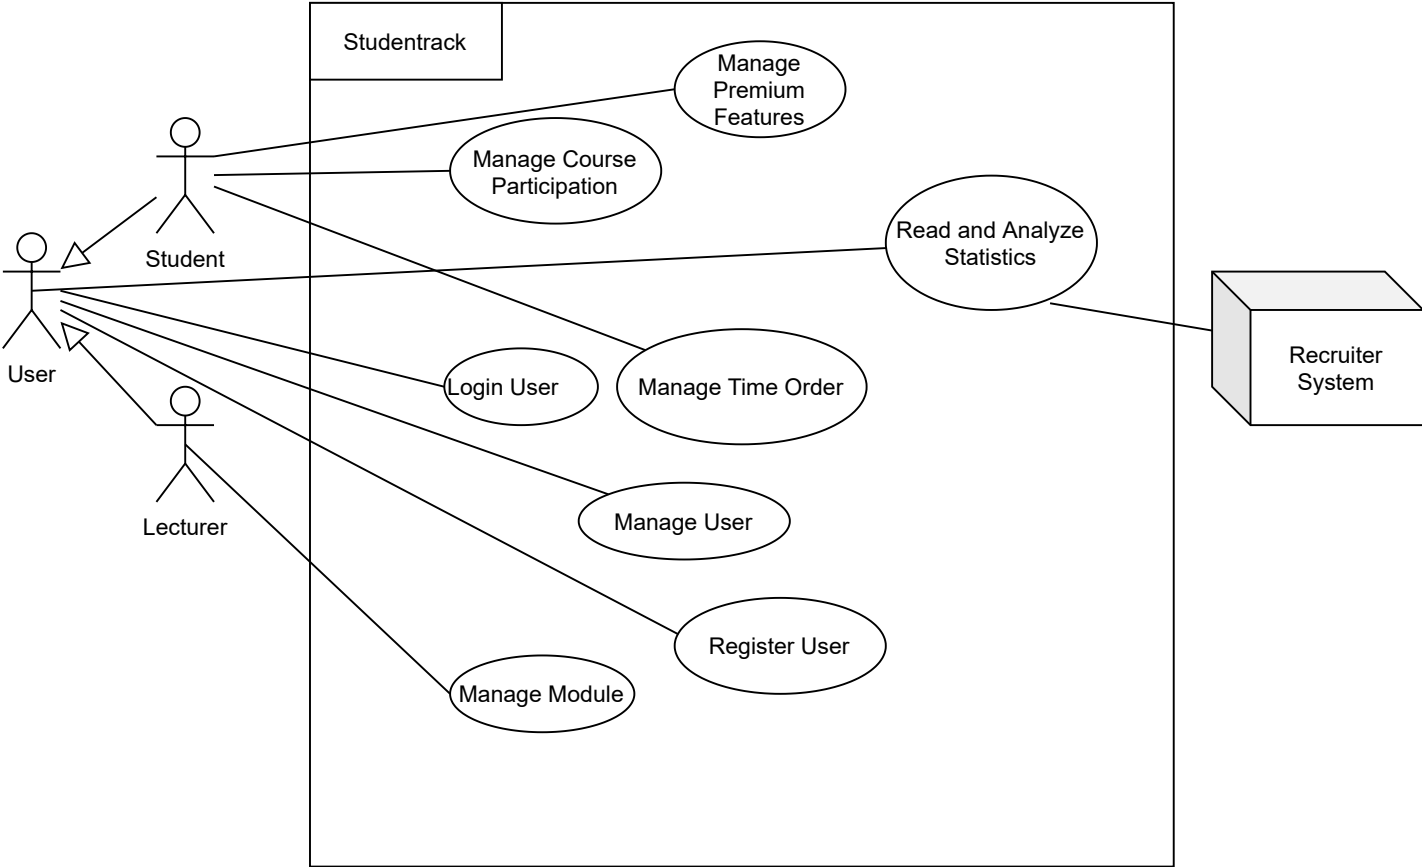 Studentrack
Manage
Premium
Features
Manage Course
Participation
Student
Read and Analyze
Statistics
User
Login User
Manage Time Order
Recruiter
System
Lecturer
Manage User
Register User
Manage Module